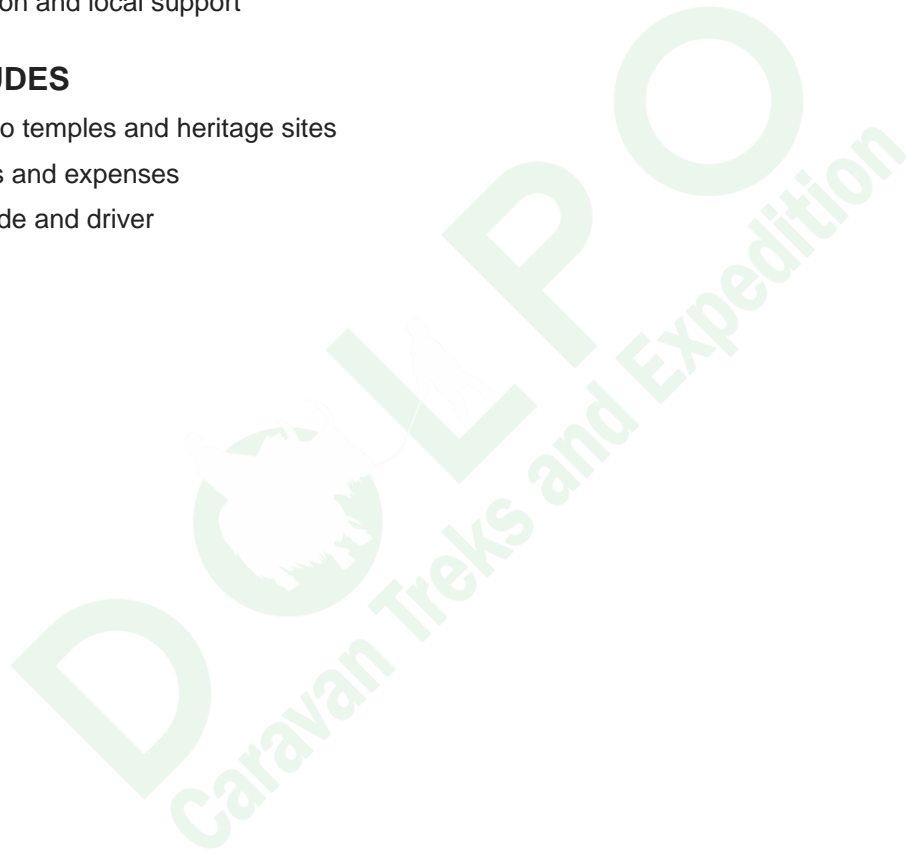 on and local support
UDES
o temples and heritage sites
s and expenses
de and driver
DOLPO
Caravan Treks and Expedition